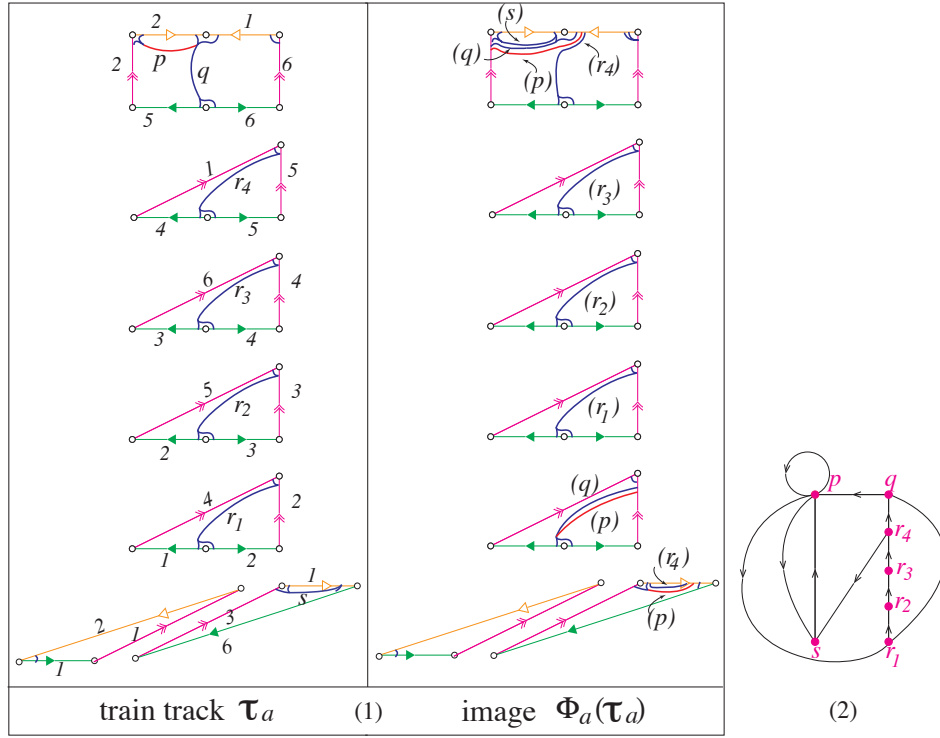 2 1
2 p q 6
5 6
1 r4 5
4 5
6 r3 4
3 4
5 r2 3
2 3
4 r1 2
1 2
1
s
2 1 3 6
1
train track τa
(1)
(s)
(q) (p) (r4)
(r3)
(r2)
(r1)
(q)
(p)
(r4)
(p)
image Φa(τa)
p q
r4
r3
r2
s r1
(2)